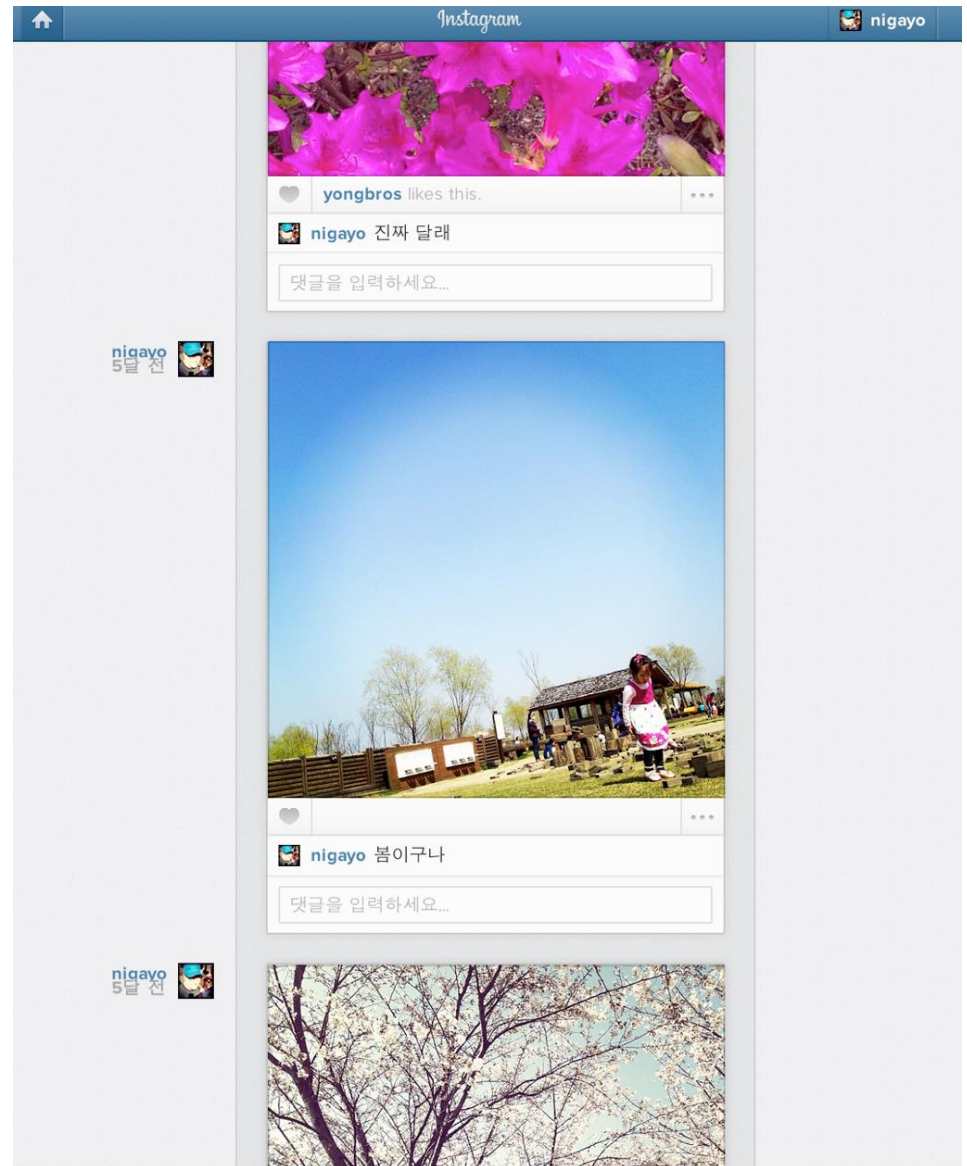 Instagram
nigayo
yongbros likes this.
nigayo 진짜 달래
댓글을 입력하세요...
nigayo
5달 전
nigayo 봄이구나
댓글을 입력하세요...
nigayo
5달 전